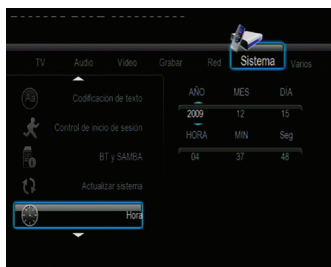 TV Audio Video Grabar Red Sistema Varios
Codificación de texto
Control de inicio de sesión
BT y SAMBA
Actualizar sistema
Hora
AÑO MES DÍA
2009 12 15
HORA MIN Seg
04 37 48